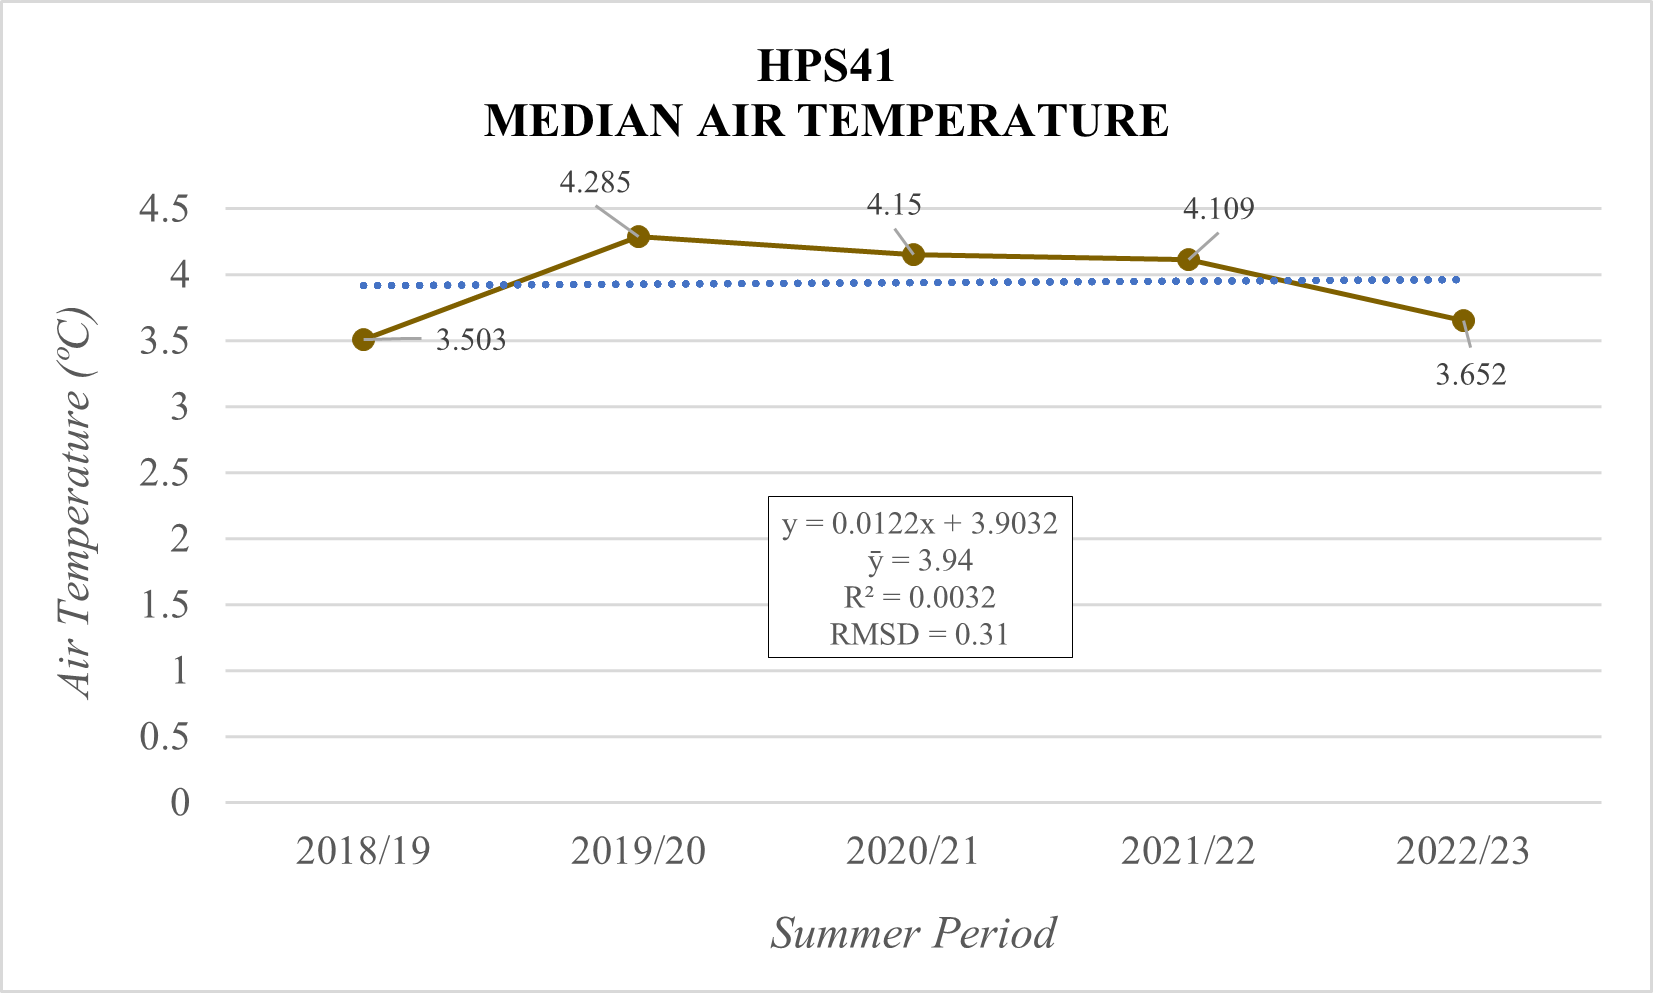 HPS41
MEDIAN AIR TEMPERATURE
4.285
4.15
4.109
3.503
3.652
4.5
4
3.5
3
2.5
2
1.5
1
0.5
0
Air Temperature (ºC)
y = 0.0122x + 3.9032
ȳ = 3.94
R² = 0.0032
RMSD = 0.31
2018/19 2019/20 2020/21 2021/22 2022/23
Summer Period